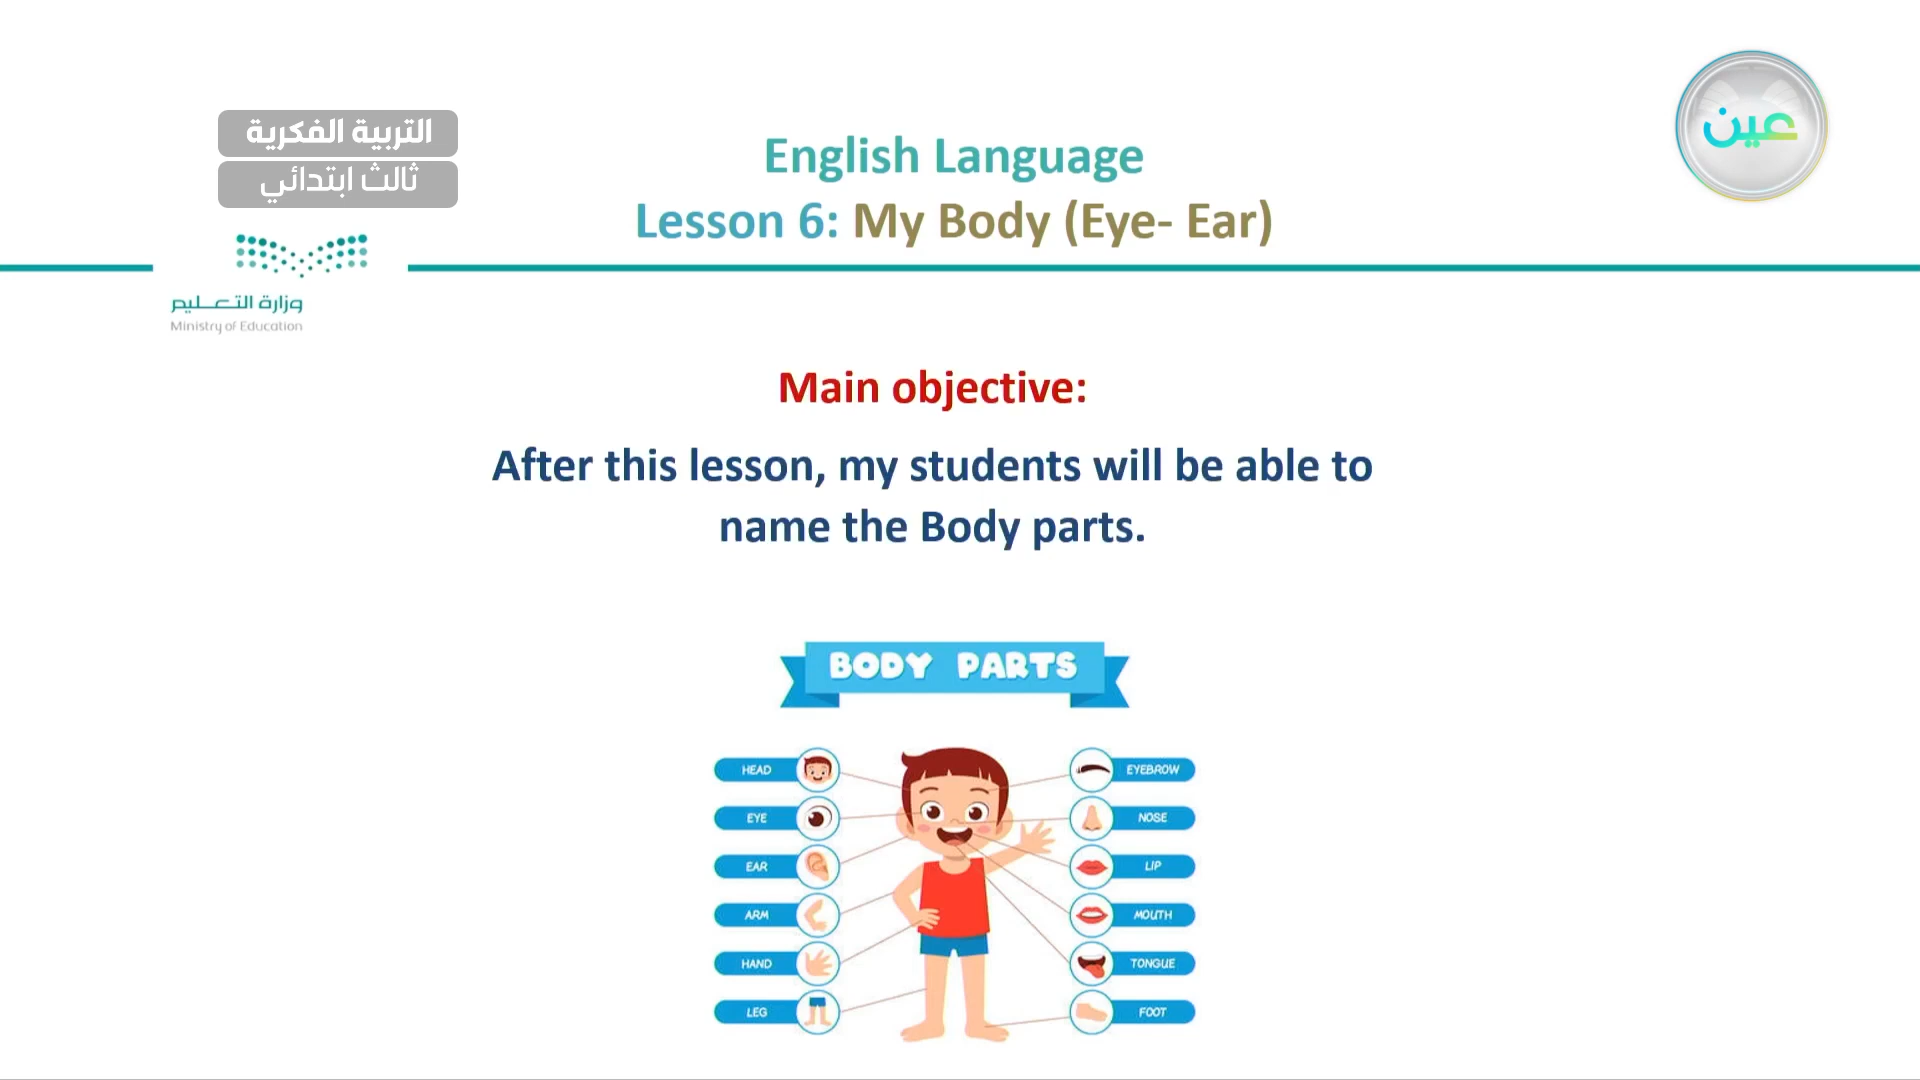 التربية الفكرية
ثالث ابتدائي
عين
English Language
Lesson 6: My Body (Eye- Ear)
وزارة التعليم
Ministry of Education
Main objective:
After this lesson, my students will be able to
name the Body parts.
BODY PARTS
HEAD
EYE
EAR
ARM
HAND
LEG
EYEBROW
NOSE
LIP
MOUTH
TONGUE
FOOT